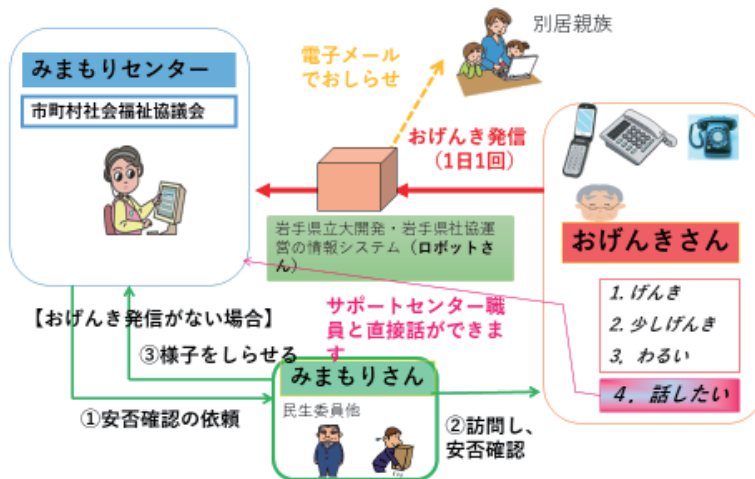 別居親族
みまもりセンター
市町村社会福祉協議会
電子メール
でおしらせ
おげんき発信
（1日1回）
岩手県立大開発・岩手県社協運
営の情報システム（ロボットさ
ん）
おげんきさん
1. げんき
2. 少しげんき
3. わるい
4. 話したい
【おげんき発信がない場合】
サポートセンター職
員と直接話ができま
す
③様子をしらせる
みまもりさん
民生委員他
①安否確認の依頼
②訪問し、
安否確認